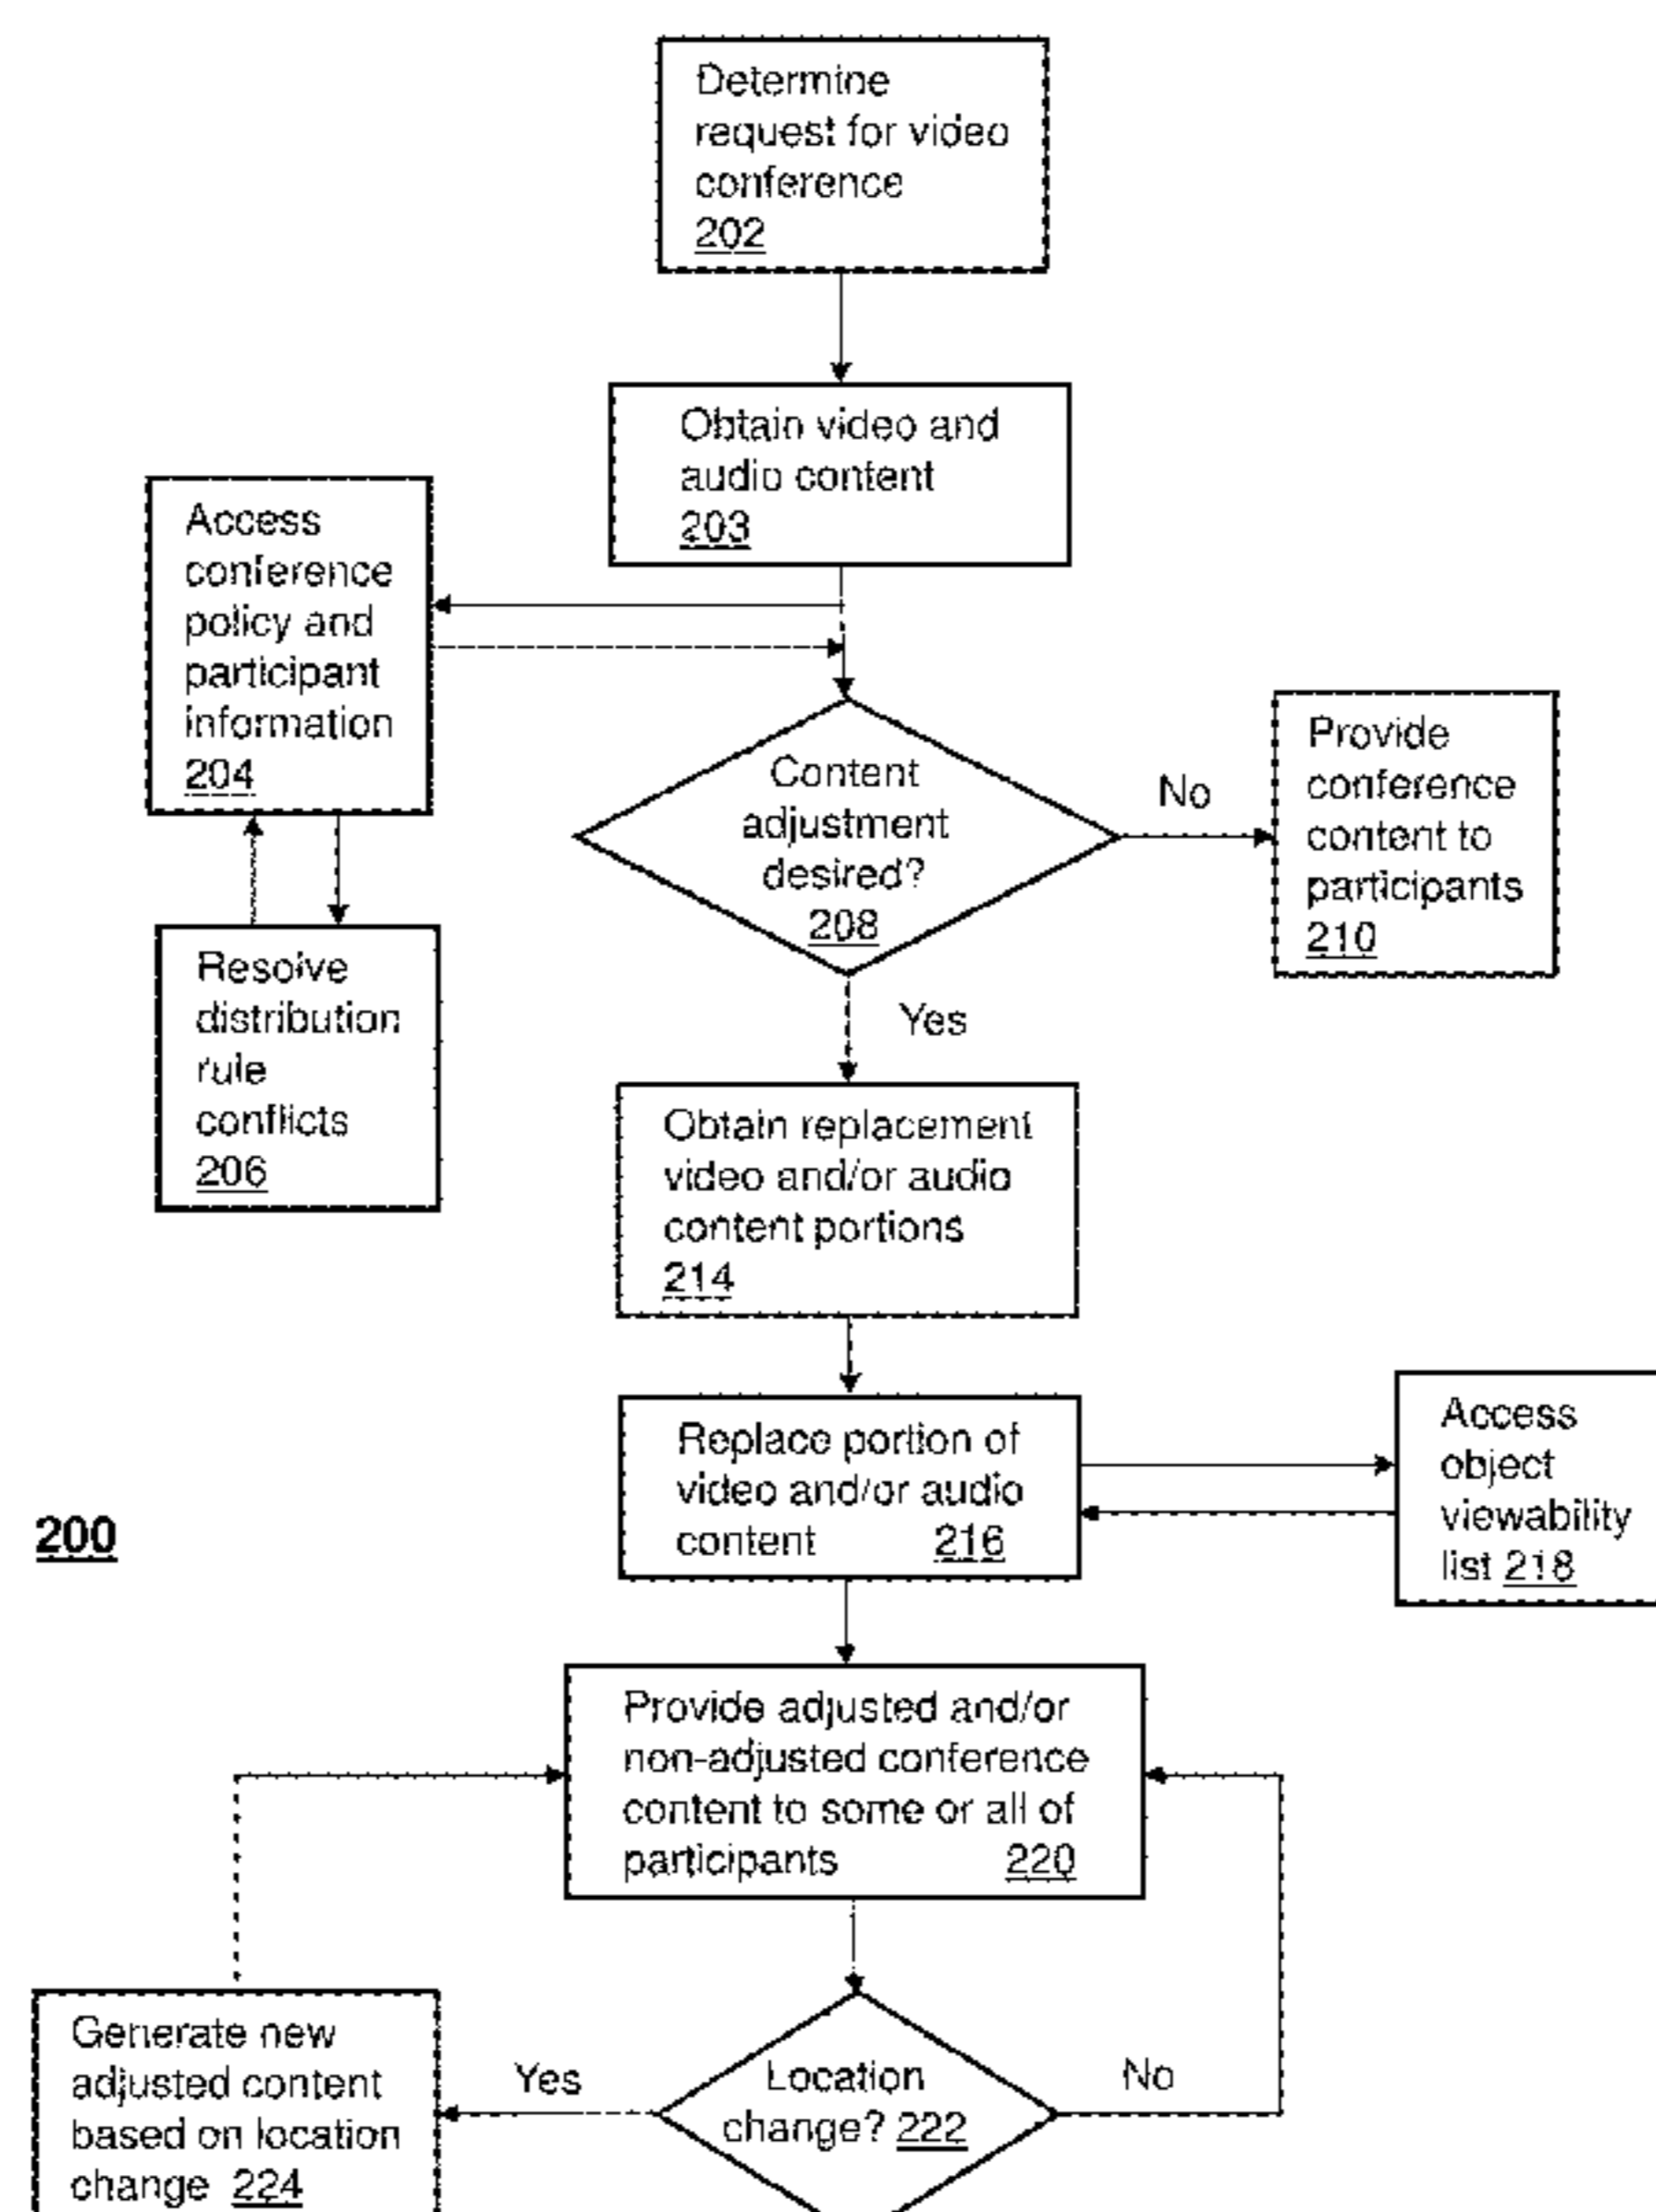 Determine
request for video
conference
202
Obtain video and
audio content
203
Access
conference
policy and
participant
information
204
Content
adjustment
desired?
208
No
Provide
conference
content to
participants
210
Resolve
distribution
rule
conflicts
206
Yes
Obtain replacement
video and/or audio
content portions
214
Replace portion of
video and/or audio
content 216
Access
object
viewability
list 218
200
Provide adjusted and/or
non-adjusted conference
content to some or all of
participants 220
Generate new
adjusted content
based on location
change 224
Yes
Location
change? 222
No